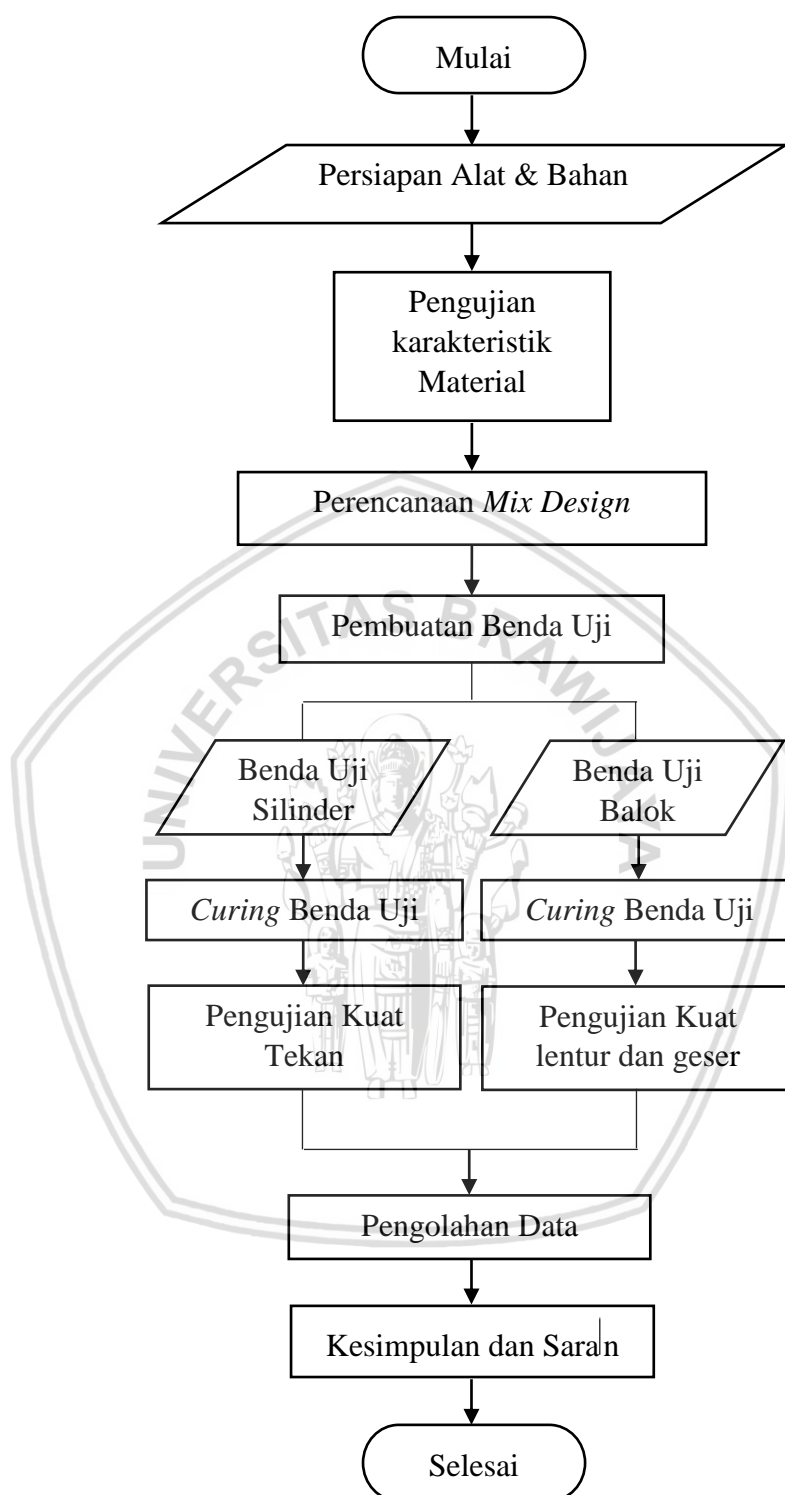 Mulai
Persiapan Alat & Bahan
Pengujian
karakteristik
Material
Perencanaan Mix Design
Pembuatan Benda Uji
UNIVERSITAS BRAWIJAYA
Benda Uji
Silinder
Benda Uji
Balok
Curing Benda Uji
Curing Benda Uji
Pengujian Kuat
Tekan
Pengujian Kuat
lentur dan geser
Pengolahan Data
Kesimpulan dan Saran
Selesai